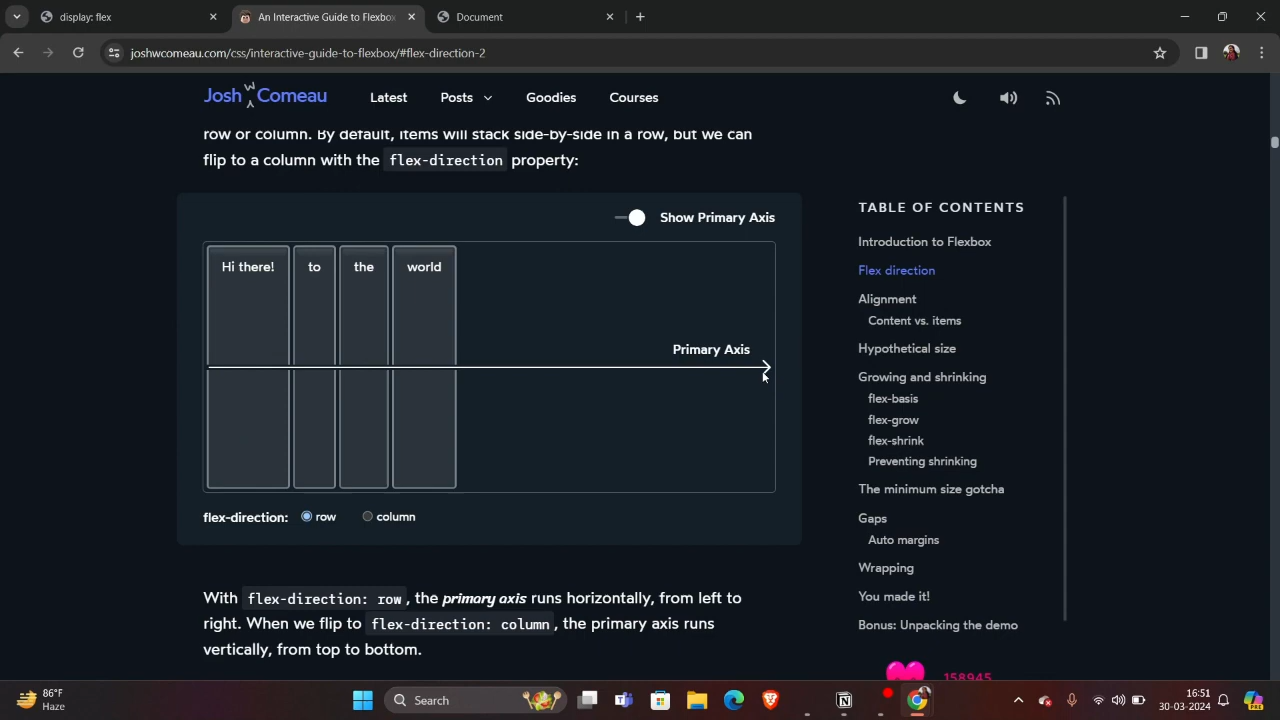 display: flex
An Interactive Guide to Flexbox
Document
joshwcomeau.com/css/interactive-guide-to-flexbox/#flex-direction-2
Josh W Comeau
Latest
Posts
Goodies
Courses
row or column. By default, items will stack side-by-side in a row, but we can
flip to a column with the flex-direction property:
Show Primary Axis
Hi there!
to
the
world
Primary Axis
flex-direction: row column
With flex-direction: row, the primary axis runs horizontally, from left to
right. When we flip to flex-direction: column, the primary axis runs
vertically, from top to bottom.
TABLE OF CONTENTS
Introduction to Flexbox
Flex direction
Alignment
Content vs. items
Hypothetical size
Growing and shrinking
flex-basis
flex-grow
flex-shrink
Preventing shrinking
The minimum size gotcha
Gaps
Auto margins
Wrapping
You made it!
Bonus: Unpacking the demo
158945
86°F
Haze
Search
16:51
30-03-2024